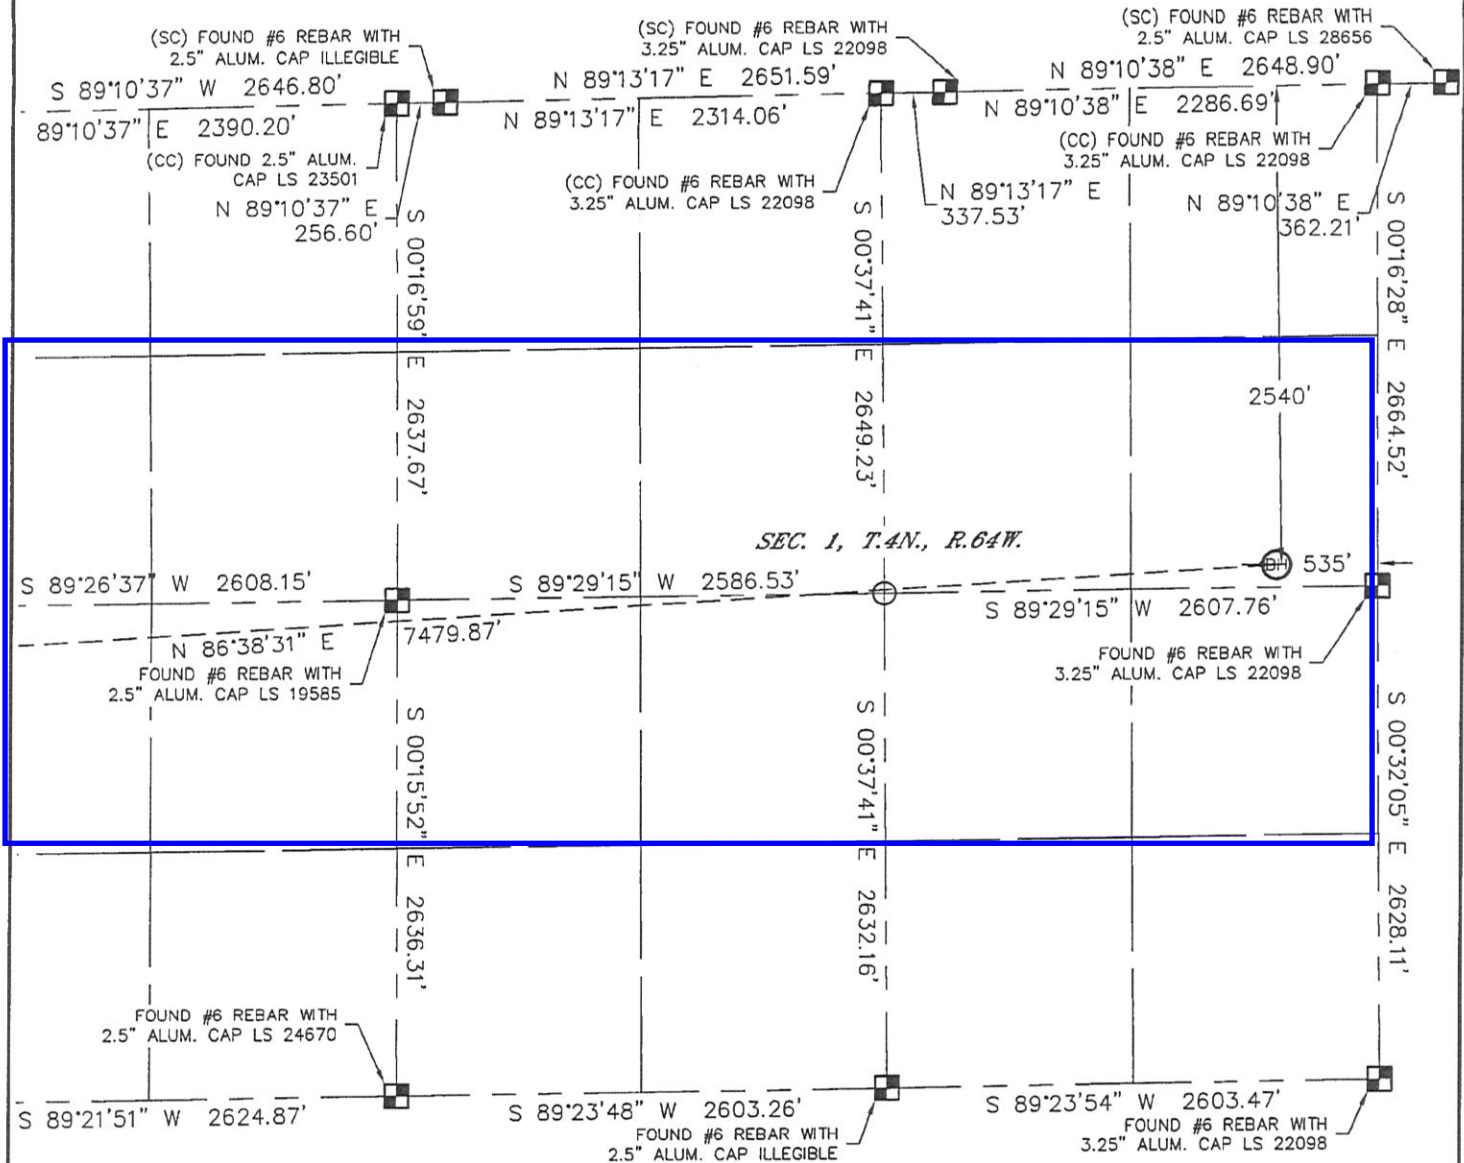 (SC) FOUND #6 REBAR WITH
2.5" ALUM. CAP ILLEGIBLE
(SC) FOUND #6 REBAR WITH
3.25" ALUM. CAP LS 22098
(SC) FOUND #6 REBAR WITH
2.5" ALUM. CAP LS 28656
S 89°10'37" W 2646.80'
N 89°13'17" E 2651.59'
N 89°10'38" E 2648.90'
89°10'37" E 2390.20'
N 89°13'17" E 2314.06'
N 89°10'38" E 2286.69'
(CC) FOUND 2.5" ALUM.
CAP LS 23501
(CC) FOUND #6 REBAR WITH
3.25" ALUM. CAP LS 22098
(CC) FOUND #6 REBAR WITH
3.25" ALUM. CAP LS 22098
N 89°10'37" E
256.60'
N 89°13'17" E
337.53'
N 89°10'38" E
362.21'
S 00°16'59" E 2637.67'
S 00°37'41" E 2649.23'
S 00°16'28" E 2664.52'
2540'
SEC. 1, T.4N., R.64W.
BH 535'
S 89°26'37" W 2608.15'
S 89°29'15" W 2586.53'
S 89°29'15" W 2607.76'
N 86°38'31" E 7479.87'
FOUND #6 REBAR WITH
2.5" ALUM. CAP LS 19585
FOUND #6 REBAR WITH
3.25" ALUM. CAP LS 22098
S 00°15'52" E 2636.31'
S 00°37'41" E 2632.16'
S 00°32'05" E 2628.11'
FOUND #6 REBAR WITH
2.5" ALUM. CAP LS 24670
S 89°21'51" W 2624.87'
S 89°23'48" W 2603.26'
S 89°23'54" W 2603.47'
FOUND #6 REBAR WITH
2.5" ALUM. CAP ILLEGIBLE
FOUND #6 REBAR WITH
3.25" ALUM. CAP LS 22098